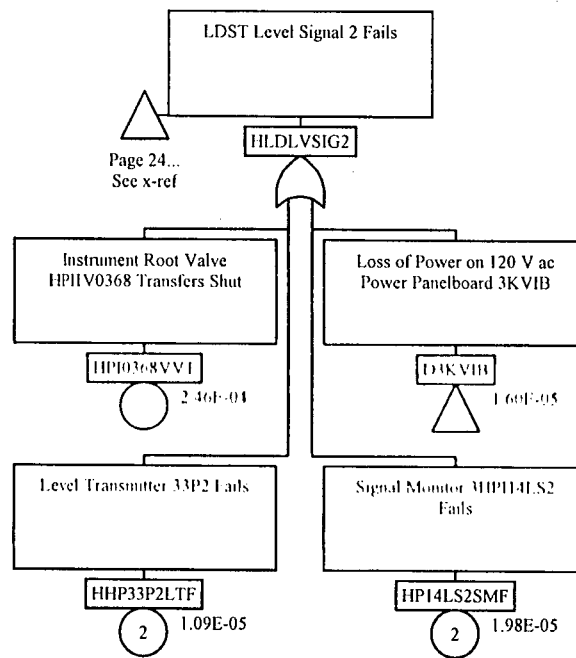 LDST Level Signal 2 Fails
HLDLVSIG2
Page 24...
See x-ref
Instrument Root Valve
HPIIV0368 Transfers Shut
Loss of Power on 120 V ac
Power Panelboard 3KVIB
HPI0368VVT
D3KVIB
2.46E-04
1.60E-05
Level Transmitter 33P2 Fails
Signal Monitor 3HPI14LS2
Fails
HHP33P2LTF
HP14LS2SMF
2
1.09E-05
2
1.98E-05